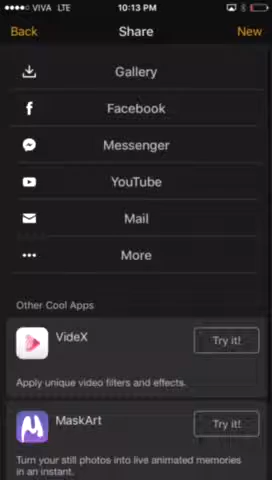 VIVA LTE 10:13 PM
Back Share New
Gallery
Facebook
Messenger
YouTube
Mail
More
Other Cool Apps
VideX Try it!
Apply unique video filters and effects.
MaskArt Try it!
Turn your still photos into live animated memories
in an instant.